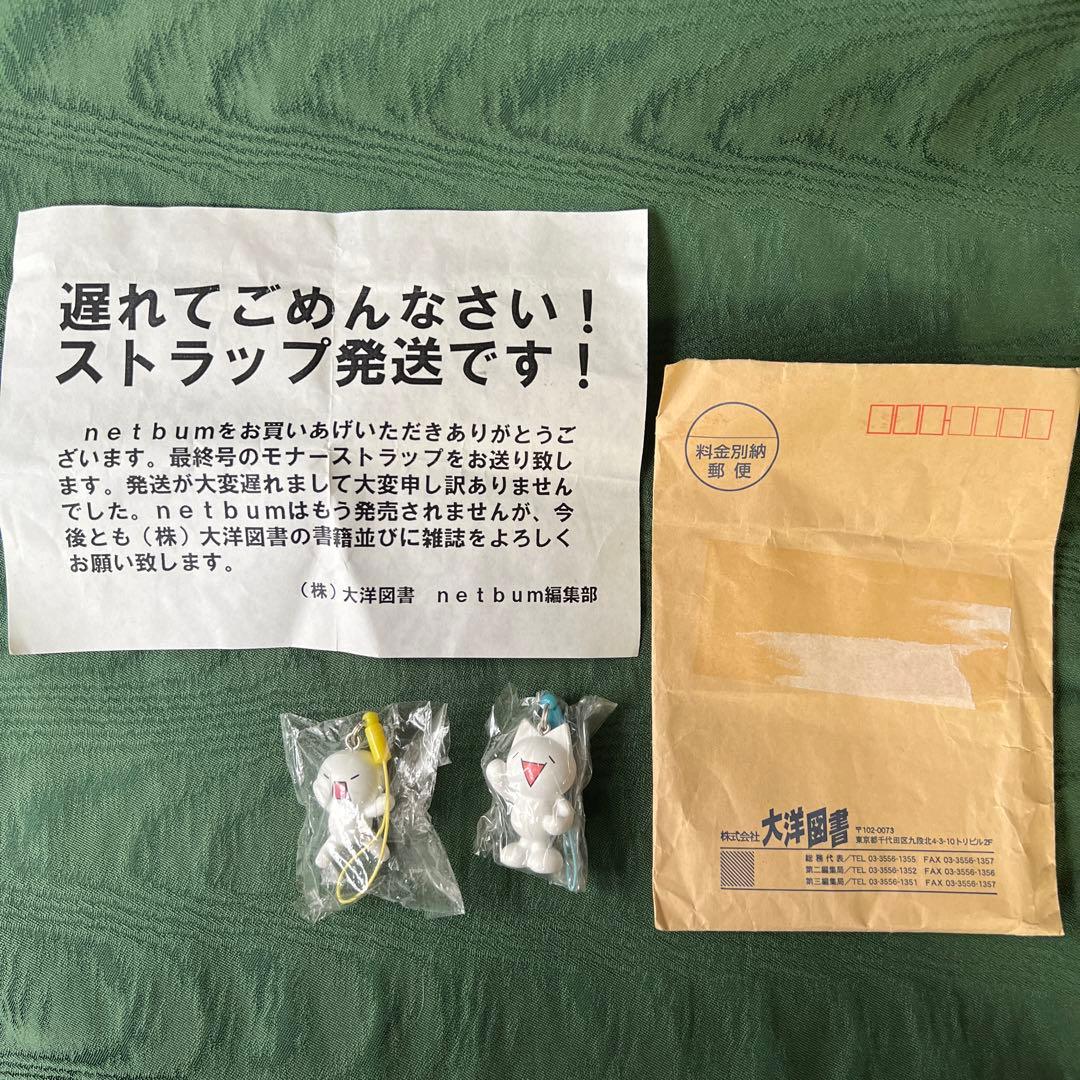 遅れてごめんなさい！
ストラップ発送です！
ｎｅｔｂｕｍをお買いあげいただきありがとうご
ざいます。最終号のモナーストラップをお送り致し
ます。発送が大変遅れまして大変申し訳ありません
でした。ｎｅｔｂｕｍはもう発売されませんが、今
後とも（株）大洋図書の書籍並びに雑誌をよろしく
お願い致します。
（株）大洋図書　ｎｅｔｂｕｍ編集部
料金別納
郵便
株式会社 大洋図書 〒102-0073
東京都千代田区九段北4-3-10トリビル2F
総務代表／TEL 03-3556-1355 FAX 03-3556-1357
第二編集局／TEL 03-3556-1352 FAX 03-3556-1356
第三編集局／TEL 03-3556-1351 FAX 03-3556-1357